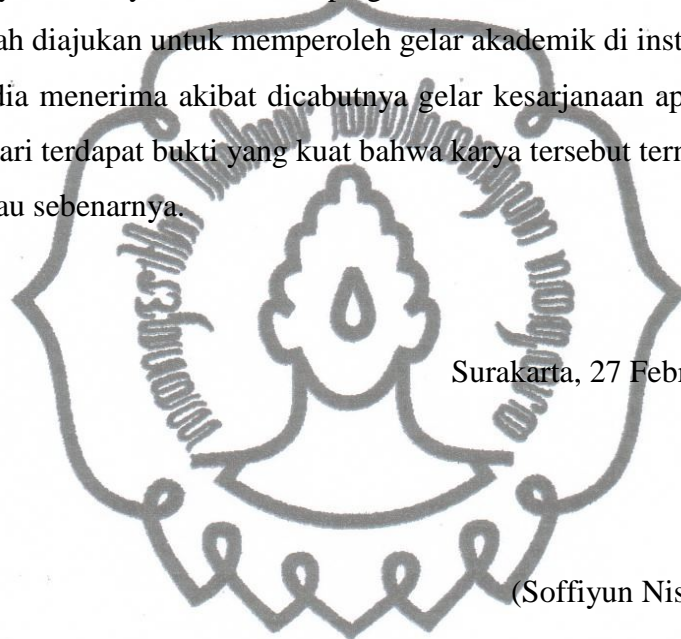 ah diajukan untuk memperoleh gelar akademik di inst
dia menerima akibat dicabutnya gelar kesarjanaan ap
ari terdapat bukti yang kuat bahwa karya tersebut tern
au sebenarnya.
Surakarta, 27 Febr
(Soffiyun Nis